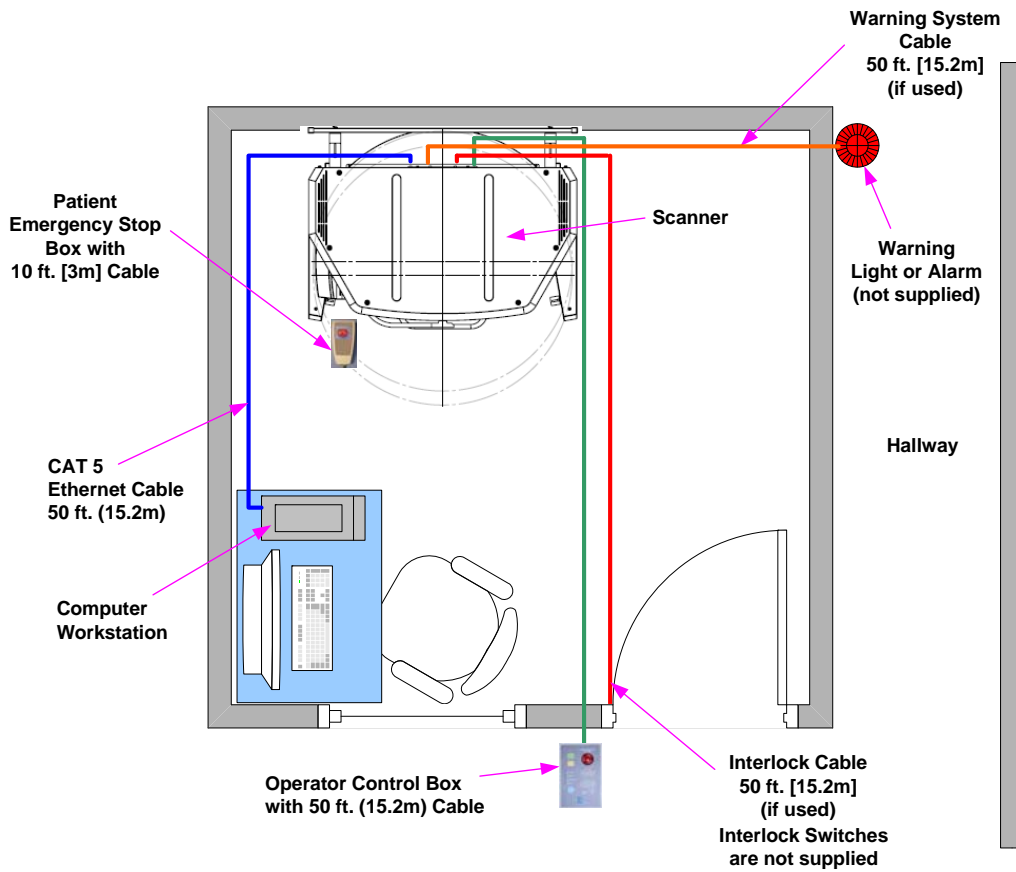 Warning System
Cable
50 ft. [15.2m]
(if used)
Patient
Emergency Stop
Box with
10 ft. [3m] Cable
Scanner
Warning
Light or Alarm
(not supplied)
Hallway
CAT 5
Ethernet Cable
50 ft. (15.2m)
Computer
Workstation
Operator Control Box
with 50 ft. (15.2m) Cable
Interlock Cable
50 ft. [15.2m]
(if used)
Interlock Switches
are not supplied